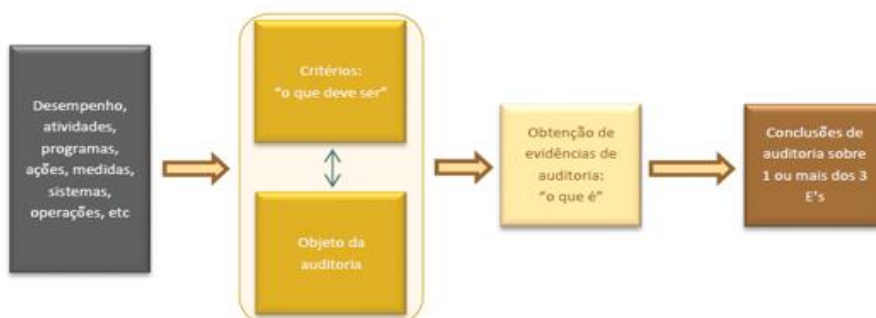 Desempenho,
atividades,
programas,
ações, medidas,
sistemas,
operações, etc
Critérios:
“o que deve ser”
Objeto da
auditoria
Obtenção de
evidências de
auditoria:
“o que é”
Conclusões de
auditoria sobre
1 ou mais dos 3
E’s